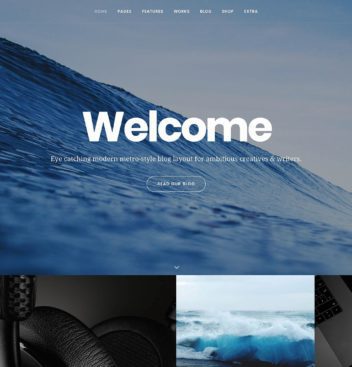 HOME PAGES FEATURES WORKS BLOG SHOP EXTRA
Welcome
Eye catching modern metro-style blog layout for ambitious creatives & writers.
READ OUR BLOG